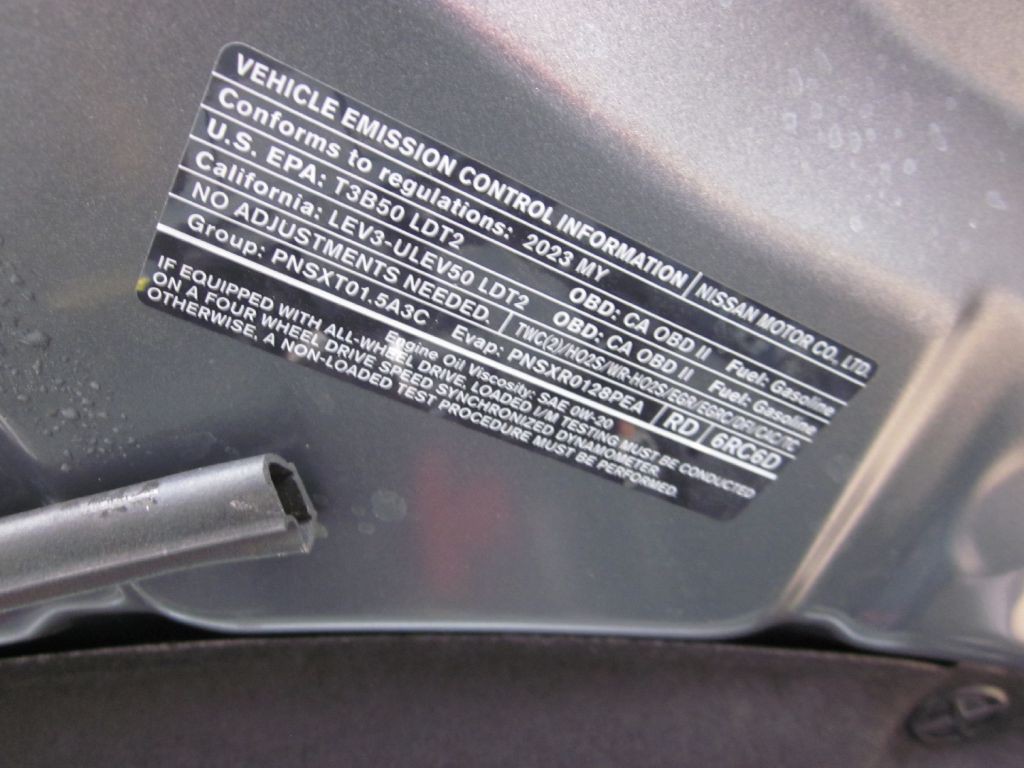 VEHICLE EMISSION CONTROL INFORMATION NISSAN MOTOR CO., LTD.
Conforms to regulations: 2023 MY
U.S. EPA: T3B50 LDT2 OBD: CA OBD II Fuel: Gasoline
California: LEV3-ULEV50 LDT2 OBD: CA OBD II Fuel: Gasoline
NO ADJUSTMENTS NEEDED. TWC(2)/HO2S/WR-HO2S/EGR/EGRC/DFI/CAC/TC
Group: PNSXT01.5A3C Evap: PNSXR0128PEA RD 6RC6D
Engine Oil Viscosity: SAE 0W-20
IF EQUIPPED WITH ALL-WHEEL DRIVE, LOADED I/M TESTING MUST BE CONDUCTED
ON A FOUR WHEEL DRIVE SPEED SYNCHRONIZED DYNAMOMETER.
OTHERWISE, A NON-LOADED TEST PROCEDURE MUST BE PERFORMED.